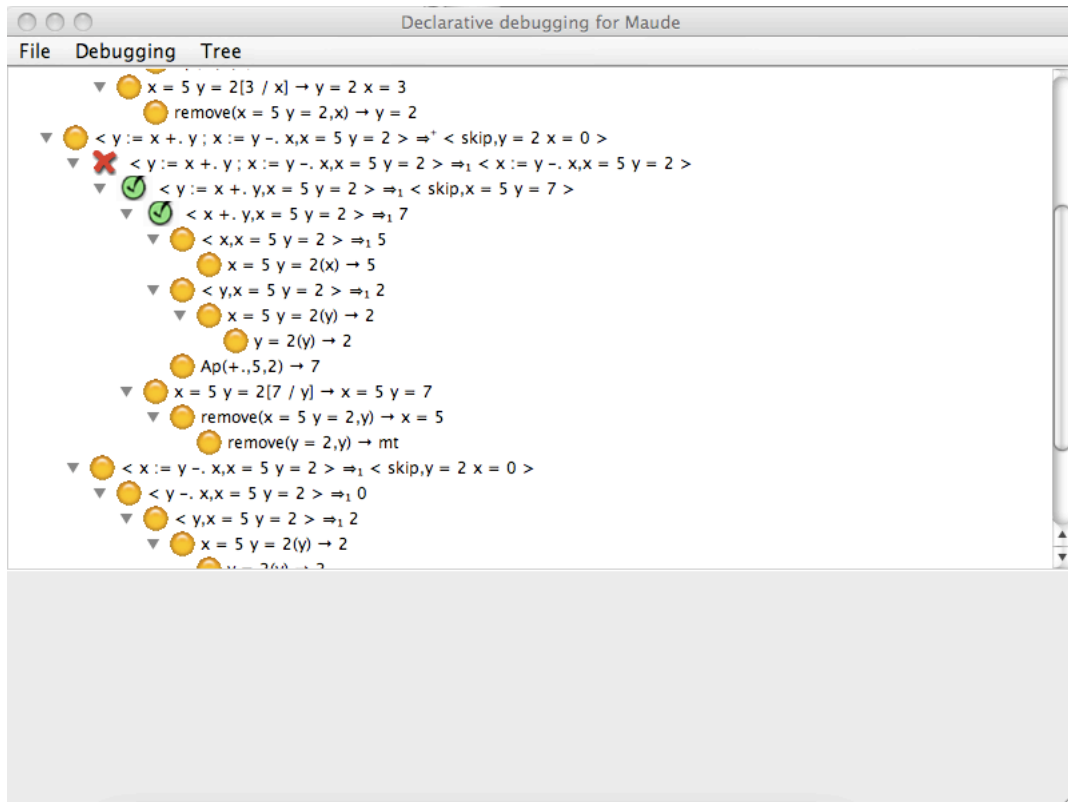 Declarative debugging for Maude
File Debugging Tree
x = 5 y = 2[3 / x] → y = 2 x = 3
remove(x = 5 y = 2,x) → y = 2
< y := x +. y ; x := y -. x,x = 5 y = 2 > ⇒⁺ < skip,y = 2 x = 0 >
< y := x +. y ; x := y -. x,x = 5 y = 2 > ⇒₁ < x := y -. x,x = 5 y = 2 >
< y := x +. y,x = 5 y = 2 > ⇒₁ < skip,x = 5 y = 7 >
< x +. y,x = 5 y = 2 > ⇒₁ 7
< x,x = 5 y = 2 > ⇒₁ 5
x = 5 y = 2(x) → 5
< y,x = 5 y = 2 > ⇒₁ 2
x = 5 y = 2(y) → 2
y = 2(y) → 2
Ap(+.,5,2) → 7
x = 5 y = 2[7 / y] → x = 5 y = 7
remove(x = 5 y = 2,y) → x = 5
remove(y = 2,y) → mt
< x := y -. x,x = 5 y = 2 > ⇒₁ < skip,y = 2 x = 0 >
< y -. x,x = 5 y = 2 > ⇒₁ 0
< y,x = 5 y = 2 > ⇒₁ 2
x = 5 y = 2(y) → 2
y = 2(y) → 2